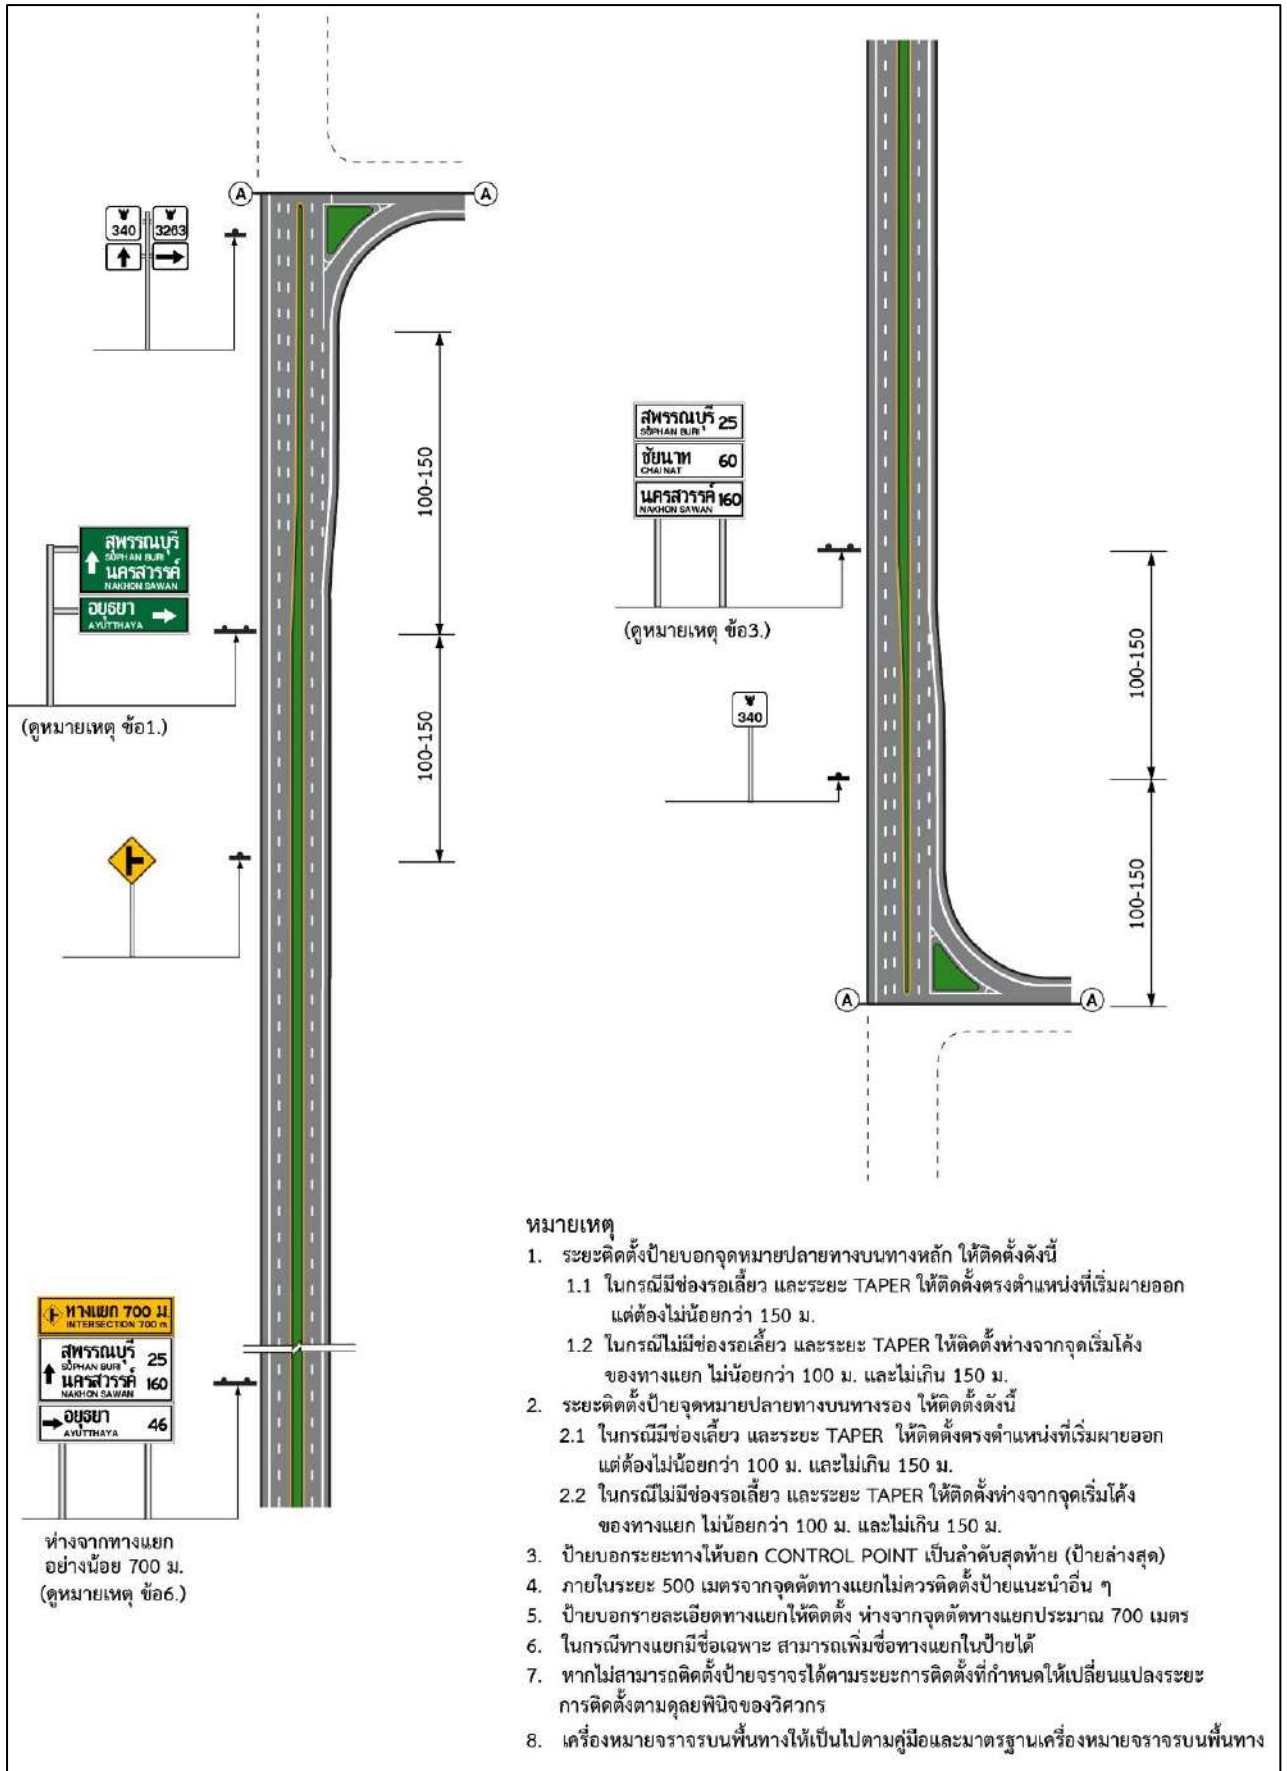 A
A
340
3263
100-150
สุพรรณบุรี
SUPHAN BURI
นครสวรรค์
NAKHON SAWAN
อยุธยา
AYUTTHAYA
(ดูหมายเหตุ ข้อ1.)
100-150
ทางแยก 700 ม.
INTERSECTION 700 m.
สุพรรณบุรี 25
SUPHAN BURI
นครสวรรค์ 160
NAKHON SAWAN
อยุธยา 46
AYUTTHAYA
ห่างจากทางแยก
อย่างน้อย 700 ม.
(ดูหมายเหตุ ข้อ6.)
สุพรรณบุรี 25
SUPHAN BURI
ชัยนาท 60
CHAI NAT
นครสวรรค์ 160
NAKHON SAWAN
(ดูหมายเหตุ ข้อ3.)
100-150
340
100-150
A
A
หมายเหตุ
1. ระยะติดตั้งป้ายบอกจุดหมายปลายทางบนทางหลัก ให้ติดตั้งดังนี้
1.1 ในกรณีมีช่องรอเลี้ยว และระยะ TAPER ให้ติดตั้งตรงตำแหน่งที่เริ่มผายออก
แต่ต้องไม่น้อยกว่า 150 ม.
1.2 ในกรณีไม่มีช่องรอเลี้ยว และระยะ TAPER ให้ติดตั้งห่างจากจุดเริ่มโค้ง
ของทางแยก ไม่น้อยกว่า 100 ม. และไม่เกิน 150 ม.
2. ระยะติดตั้งป้ายจุดหมายปลายทางบนทางรอง ให้ติดตั้งดังนี้
2.1 ในกรณีมีช่องเลี้ยว และระยะ TAPER ให้ติดตั้งตรงตำแหน่งที่เริ่มผายออก
แต่ต้องไม่น้อยกว่า 100 ม. และไม่เกิน 150 ม.
2.2 ในกรณีไม่มีช่องรอเลี้ยว และระยะ TAPER ให้ติดตั้งห่างจากจุดเริ่มโค้ง
ของทางแยก ไม่น้อยกว่า 100 ม. และไม่เกิน 150 ม.
3. ป้ายบอกระยะทางให้บอก CONTROL POINT เป็นลำดับสุดท้าย (ป้ายล่างสุด)
4. ภายในระยะ 500 เมตรจากจุดตัดทางแยกไม่ควรติดตั้งป้ายแนะนำอื่น ๆ
5. ป้ายบอกรายละเอียดทางแยกให้ติดตั้ง ห่างจากจุดตัดทางแยกประมาณ 700 เมตร
6. ในกรณีทางแยกมีชื่อเฉพาะ สามารถเพิ่มชื่อทางแยกในป้ายได้
7. หากไม่สามารถติดตั้งป้ายจราจรได้ตามระยะการติดตั้งที่กำหนดให้เปลี่ยนแปลงระยะ
การติดตั้งตามดุลยพินิจของวิศวกร
8. เครื่องหมายจราจรบนพื้นทางให้เป็นไปตามคู่มือและมาตรฐานเครื่องหมายจราจรบนพื้นทาง